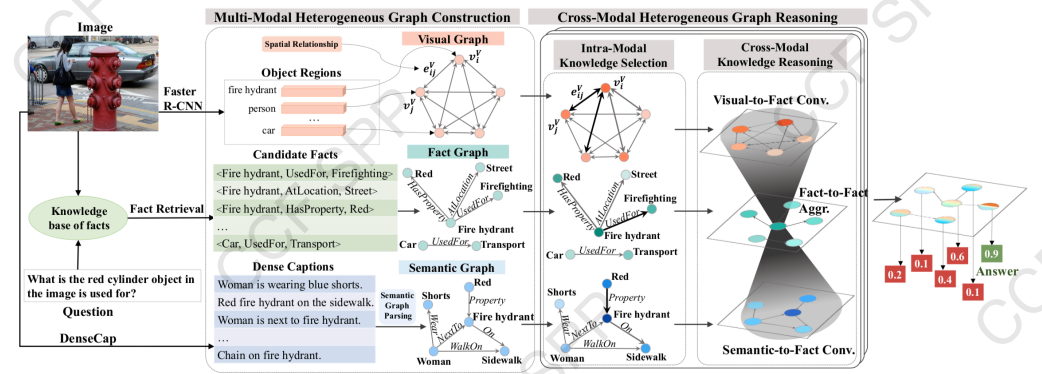 Image
Faster
R-CNN
Knowledge
base of facts
Fact Retrieval
What is the red cylinder object in
the image is used for?
Question
DenseCap
Multi-Modal Heterogeneous Graph Construction
Spatial Relationship
Visual Graph
Object Regions
fire hydrant
person
...
car
e_ij^V
v_i^V
v_j^V
Candidate Facts
<Fire hydrant, UsedFor, Firefighting>
<Fire hydrant, AtLocation, Street>
<Fire hydrant, HasProperty, Red>
...
<Car, UsedFor, Transport>
Fact Graph
Red
Street
Firefighting
HasProperty
AtLocation
UsedFor
Fire hydrant
Car
UsedFor
Transport
Dense Captions
Woman is wearing blue shorts.
Red fire hydrant on the sidewalk.
Woman is next to fire hydrant.
...
Chain on fire hydrant.
Semantic
Graph
Parsing
Semantic Graph
Red
Shorts
Property
Fire hydrant
Wear
NextTo
On
WalkOn
Woman
Sidewalk
Cross-Modal Heterogeneous Graph Reasoning
Intra-Modal
Knowledge Selection
e_ij^V
v_i^V
v_j^V
Red
Street
Firefighting
HasProperty
AtLocation
UsedFor
Fire hydrant
Car
UsedFor
Transport
Red
Shorts
Property
Fire hydrant
Wear
NextTo
On
WalkOn
Woman
Sidewalk
Cross-Modal
Knowledge Reasoning
Visual-to-Fact Conv.
Fact-to-Fact
Aggr.
Semantic-to-Fact Conv.
0.2
0.1
0.4
0.6
0.1
0.9
Answer
CCF SPP